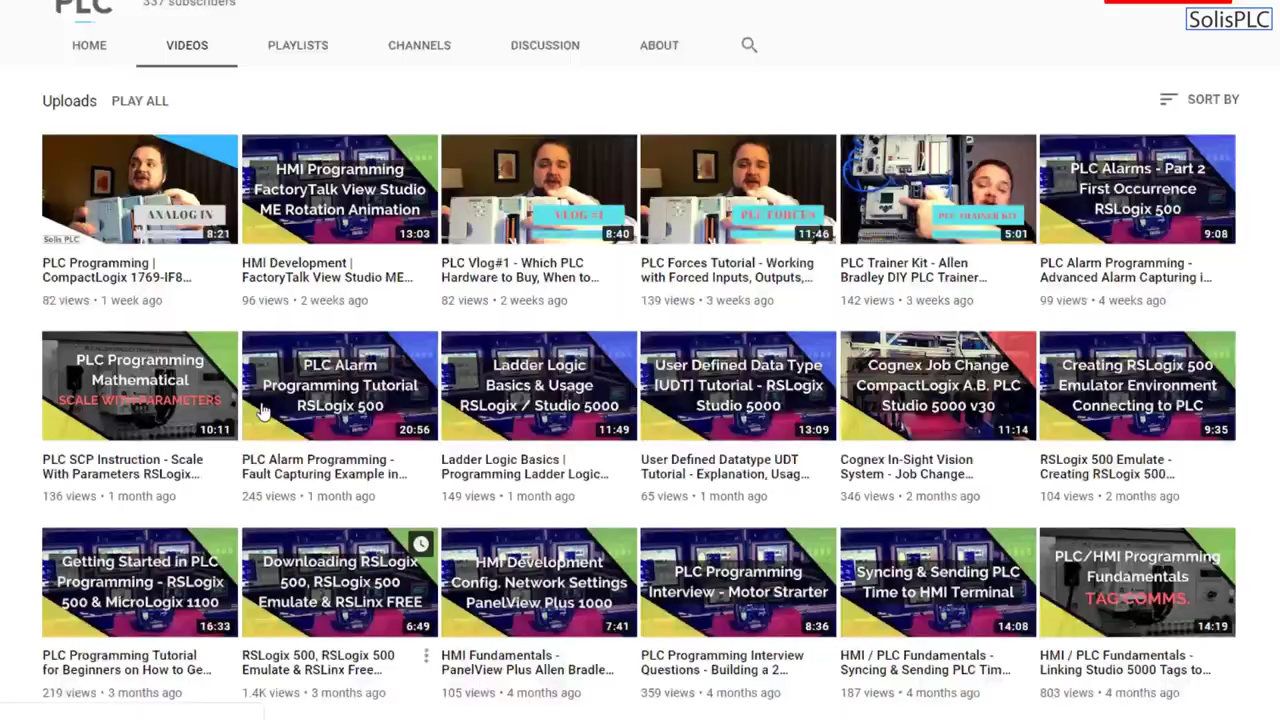 PLC
337 subscribers
SolisPLC
HOME
VIDEOS
PLAYLISTS
CHANNELS
DISCUSSION
ABOUT
Uploads
PLAY ALL
SORT BY
ANALOG IN
Solis PLC
8:21
PLC Programming |
CompactLogix 1769-IF8...
82 views • 1 week ago
HMI Programming
FactoryTalk View Studio
ME Rotation Animation
13:03
HMI Development |
FactoryTalk View Studio ME...
96 views • 2 weeks ago
VLOG #1
8:40
PLC Vlog#1 - Which PLC
Hardware to Buy, When to...
82 views • 2 weeks ago
PLC FORCES
11:46
PLC Forces Tutorial - Working
with Forced Inputs, Outputs,...
139 views • 3 weeks ago
PLC TRAINER KIT
5:01
PLC Trainer Kit - Allen
Bradley DIY PLC Trainer...
142 views • 3 weeks ago
PLC Alarms - Part 2
First Occurrence
RSLogix 500
9:08
PLC Alarm Programming -
Advanced Alarm Capturing i...
99 views • 4 weeks ago
PLC Programming
Mathematical
SCALE WITH PARAMETERS
10:11
PLC SCP Instruction - Scale
With Parameters RSLogix...
136 views • 1 month ago
PLC Alarm
Programming Tutorial
RSLogix 500
20:56
PLC Alarm Programming -
Fault Capturing Example in...
245 views • 1 month ago
Ladder Logic
Basics & Usage
RSLogix / Studio 5000
11:49
Ladder Logic Basics |
Programming Ladder Logic...
149 views • 1 month ago
User Defined Data Type
[UDT] Tutorial - RSLogix
Studio 5000
13:09
User Defined Datatype UDT
Tutorial - Explanation, Usag...
65 views • 1 month ago
Cognex Job Change
CompactLogix A.B. PLC
Studio 5000 v30
11:14
Cognex In-Sight Vision
System - Job Change...
346 views • 2 months ago
Creating RSLogix 500
Emulator Environment
Connecting to PLC
9:35
RSLogix 500 Emulate -
Creating RSLogix 500...
104 views • 2 months ago
Getting Started in PLC
Programming - RSLogix
500 & MicroLogix 1100
16:33
PLC Programming Tutorial
for Beginners on How to Ge...
219 views • 3 months ago
Downloading RSLogix
500, RSLogix 500
Emulate & RSLinx FREE
6:49
RSLogix 500, RSLogix 500
Emulate & RSLinx Free...
1.4K views • 3 months ago
HMI Development
Config. Network Settings
PanelView Plus 1000
7:41
HMI Fundamentals -
PanelView Plus Allen Bradle...
105 views • 4 months ago
PLC Programming
Interview - Motor Starter
8:36
PLC Programming Interview
Questions - Building a 2...
359 views • 4 months ago
Syncing & Sending PLC
Time to HMI Terminal
14:08
HMI / PLC Fundamentals -
Syncing & Sending PLC Tim...
187 views • 4 months ago
PLC/HMI Programming
Fundamentals
TAG COMMS.
14:19
HMI / PLC Fundamentals -
Linking Studio 5000 Tags to...
803 views • 4 months ago